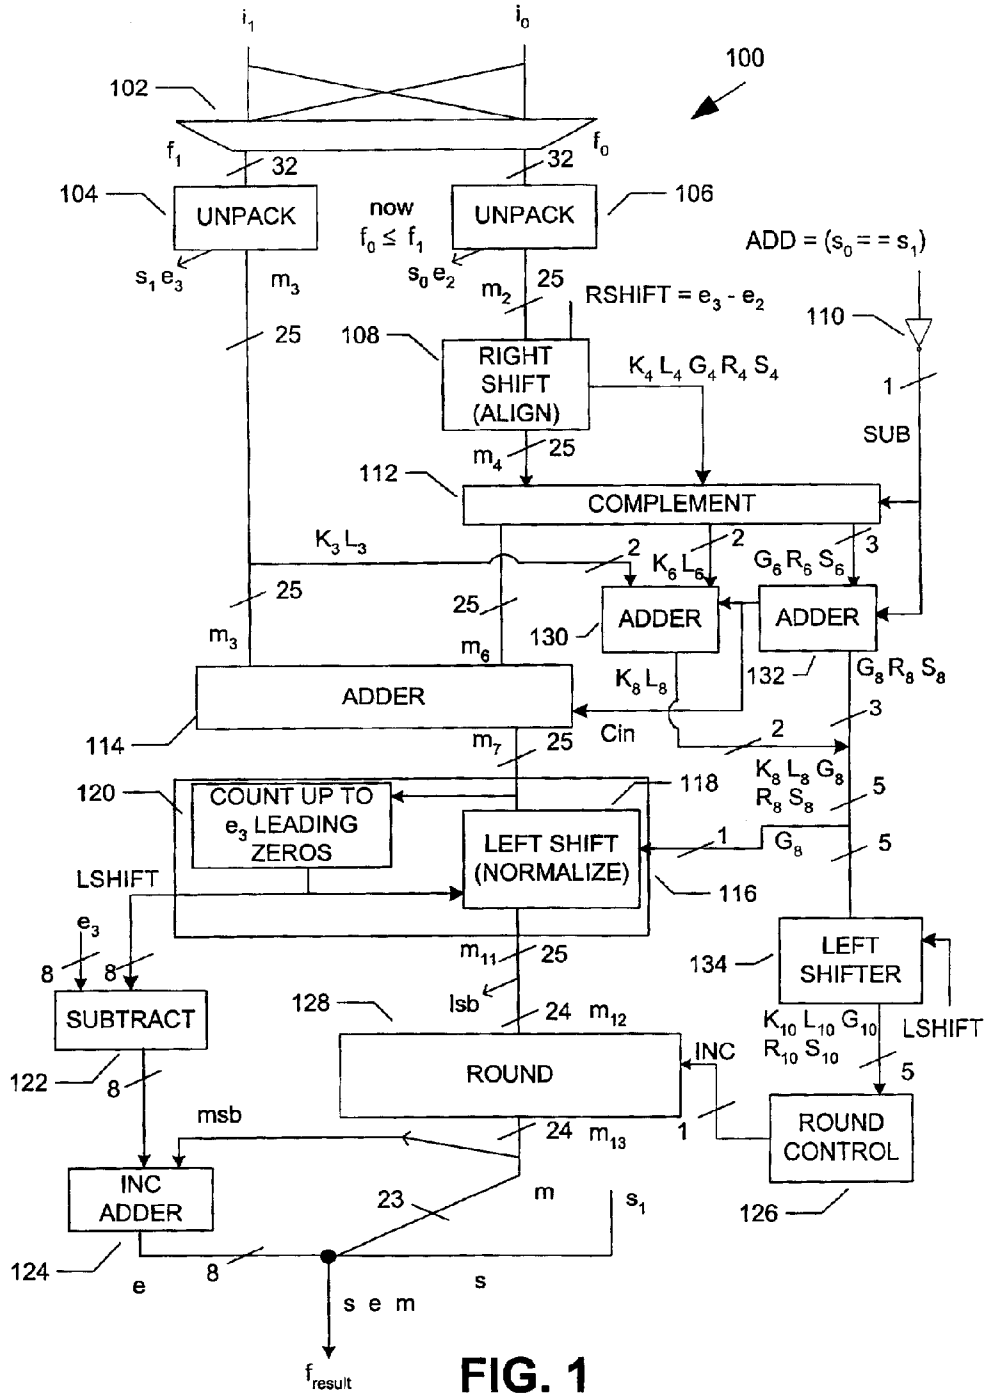 i1 i0
100
102
f1 32 32 f0
104 UNPACK now f0 ≤ f1 UNPACK 106
ADD = (s0 = = s1)
s1 e3 m3 s0 e2 m2 25
RSHIFT = e3 - e2
110
25
108 RIGHT SHIFT (ALIGN)
K4 L4 G4 R4 S4
1
SUB
m4 25
112 COMPLEMENT
K3 L3 2 2 3
K6 L6 G6 R6 S6
25 25
130 ADDER ADDER
m3 m6
K8 L8 132 G8 R8 S8
ADDER
3
114 m7 25 Cin 2
K8 L8 G8
R8 S8 5
120 COUNT UP TO e3 LEADING ZEROS
118
LEFT SHIFT (NORMALIZE)
1 G8 5
LSHIFT 116
e3
m11 25
8 8
134 LEFT SHIFTER
lsb
128 24 m12
SUBTRACT
K10 L10 G10
R10 S10
LSHIFT
122 8
ROUND
INC 5
msb
24 m13 1
ROUND CONTROL
INC ADDER
23 m s1
126
124 8
e s
s e m
fresult
FIG. 1